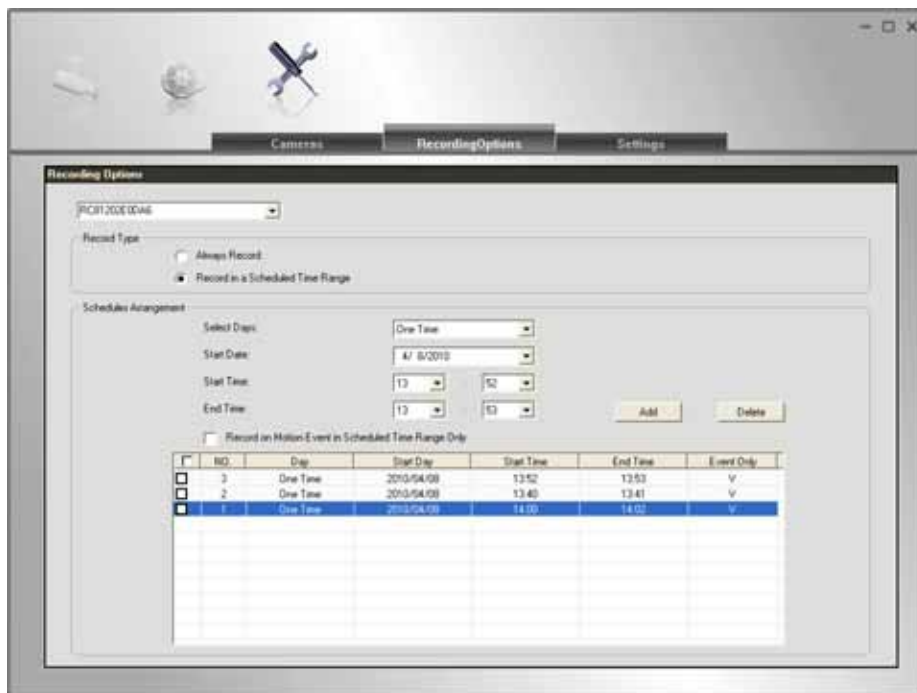 Cameras RecordingOptions Settings
Recording Options
Record Type
Always Record
Record in a Scheduled Time Range
Schedules Arrangement
Select Days: One Time
Start Date: 4/ 8/2010
Start Time: 13 : 52
End Time: 13 : 53
Add Delete
Record on Motion Event in Scheduled Time Range Only
NO. Day Start Day Start Time End Time Event Only
3 One Time 2010/04/08 13:52 13:53 V
2 One Time 2010/04/08 13:40 13:41 V
1 One Time 14:00 14:02 V